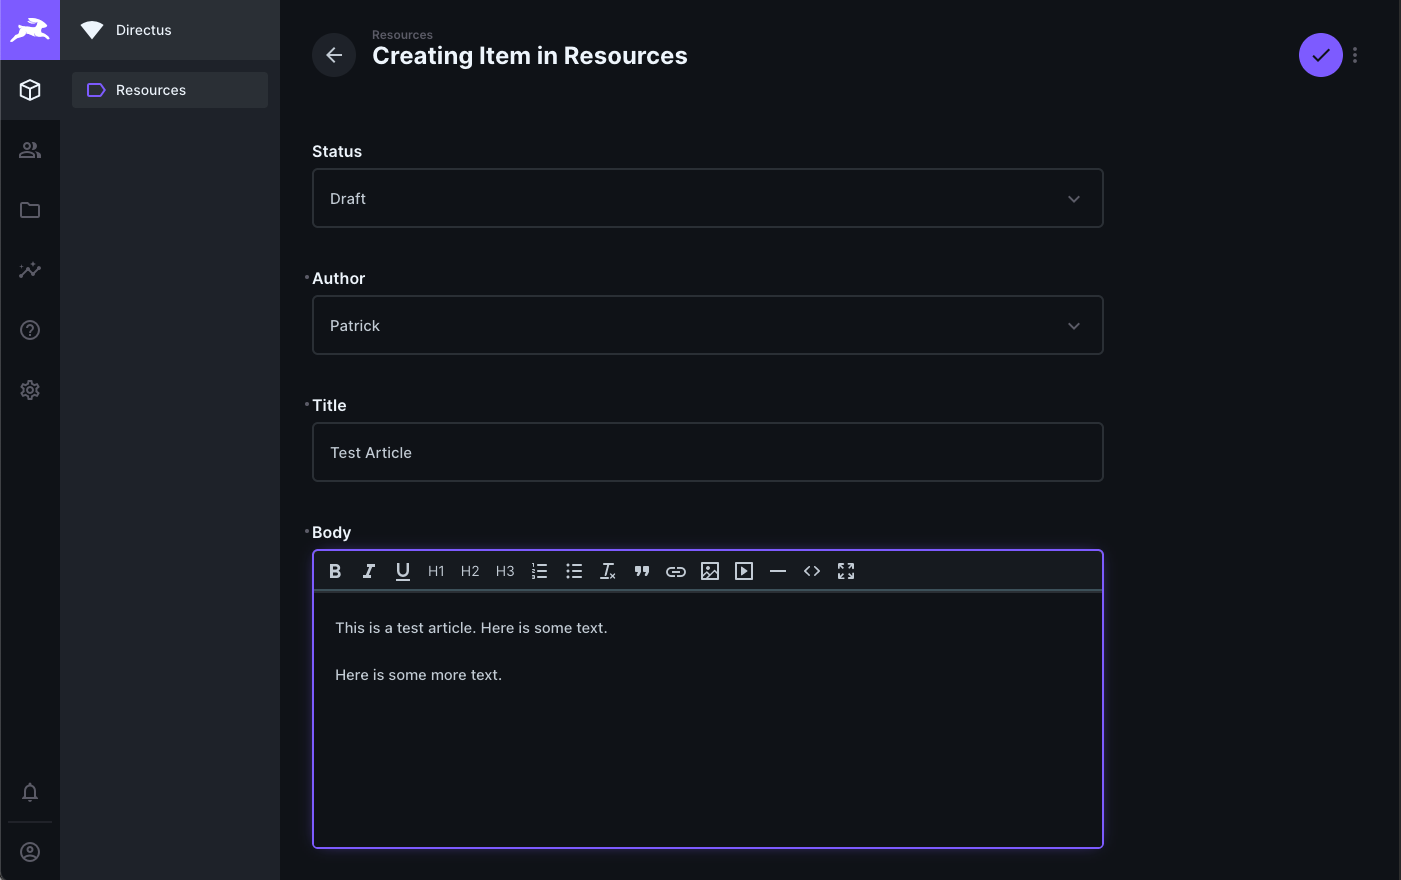 Directus
Resources
Resources
Creating Item in Resources
Status
Draft
Author
Patrick
Title
Test Article
Body
B I U H1 H2 H3
This is a test article. Here is some text.
Here is some more text.